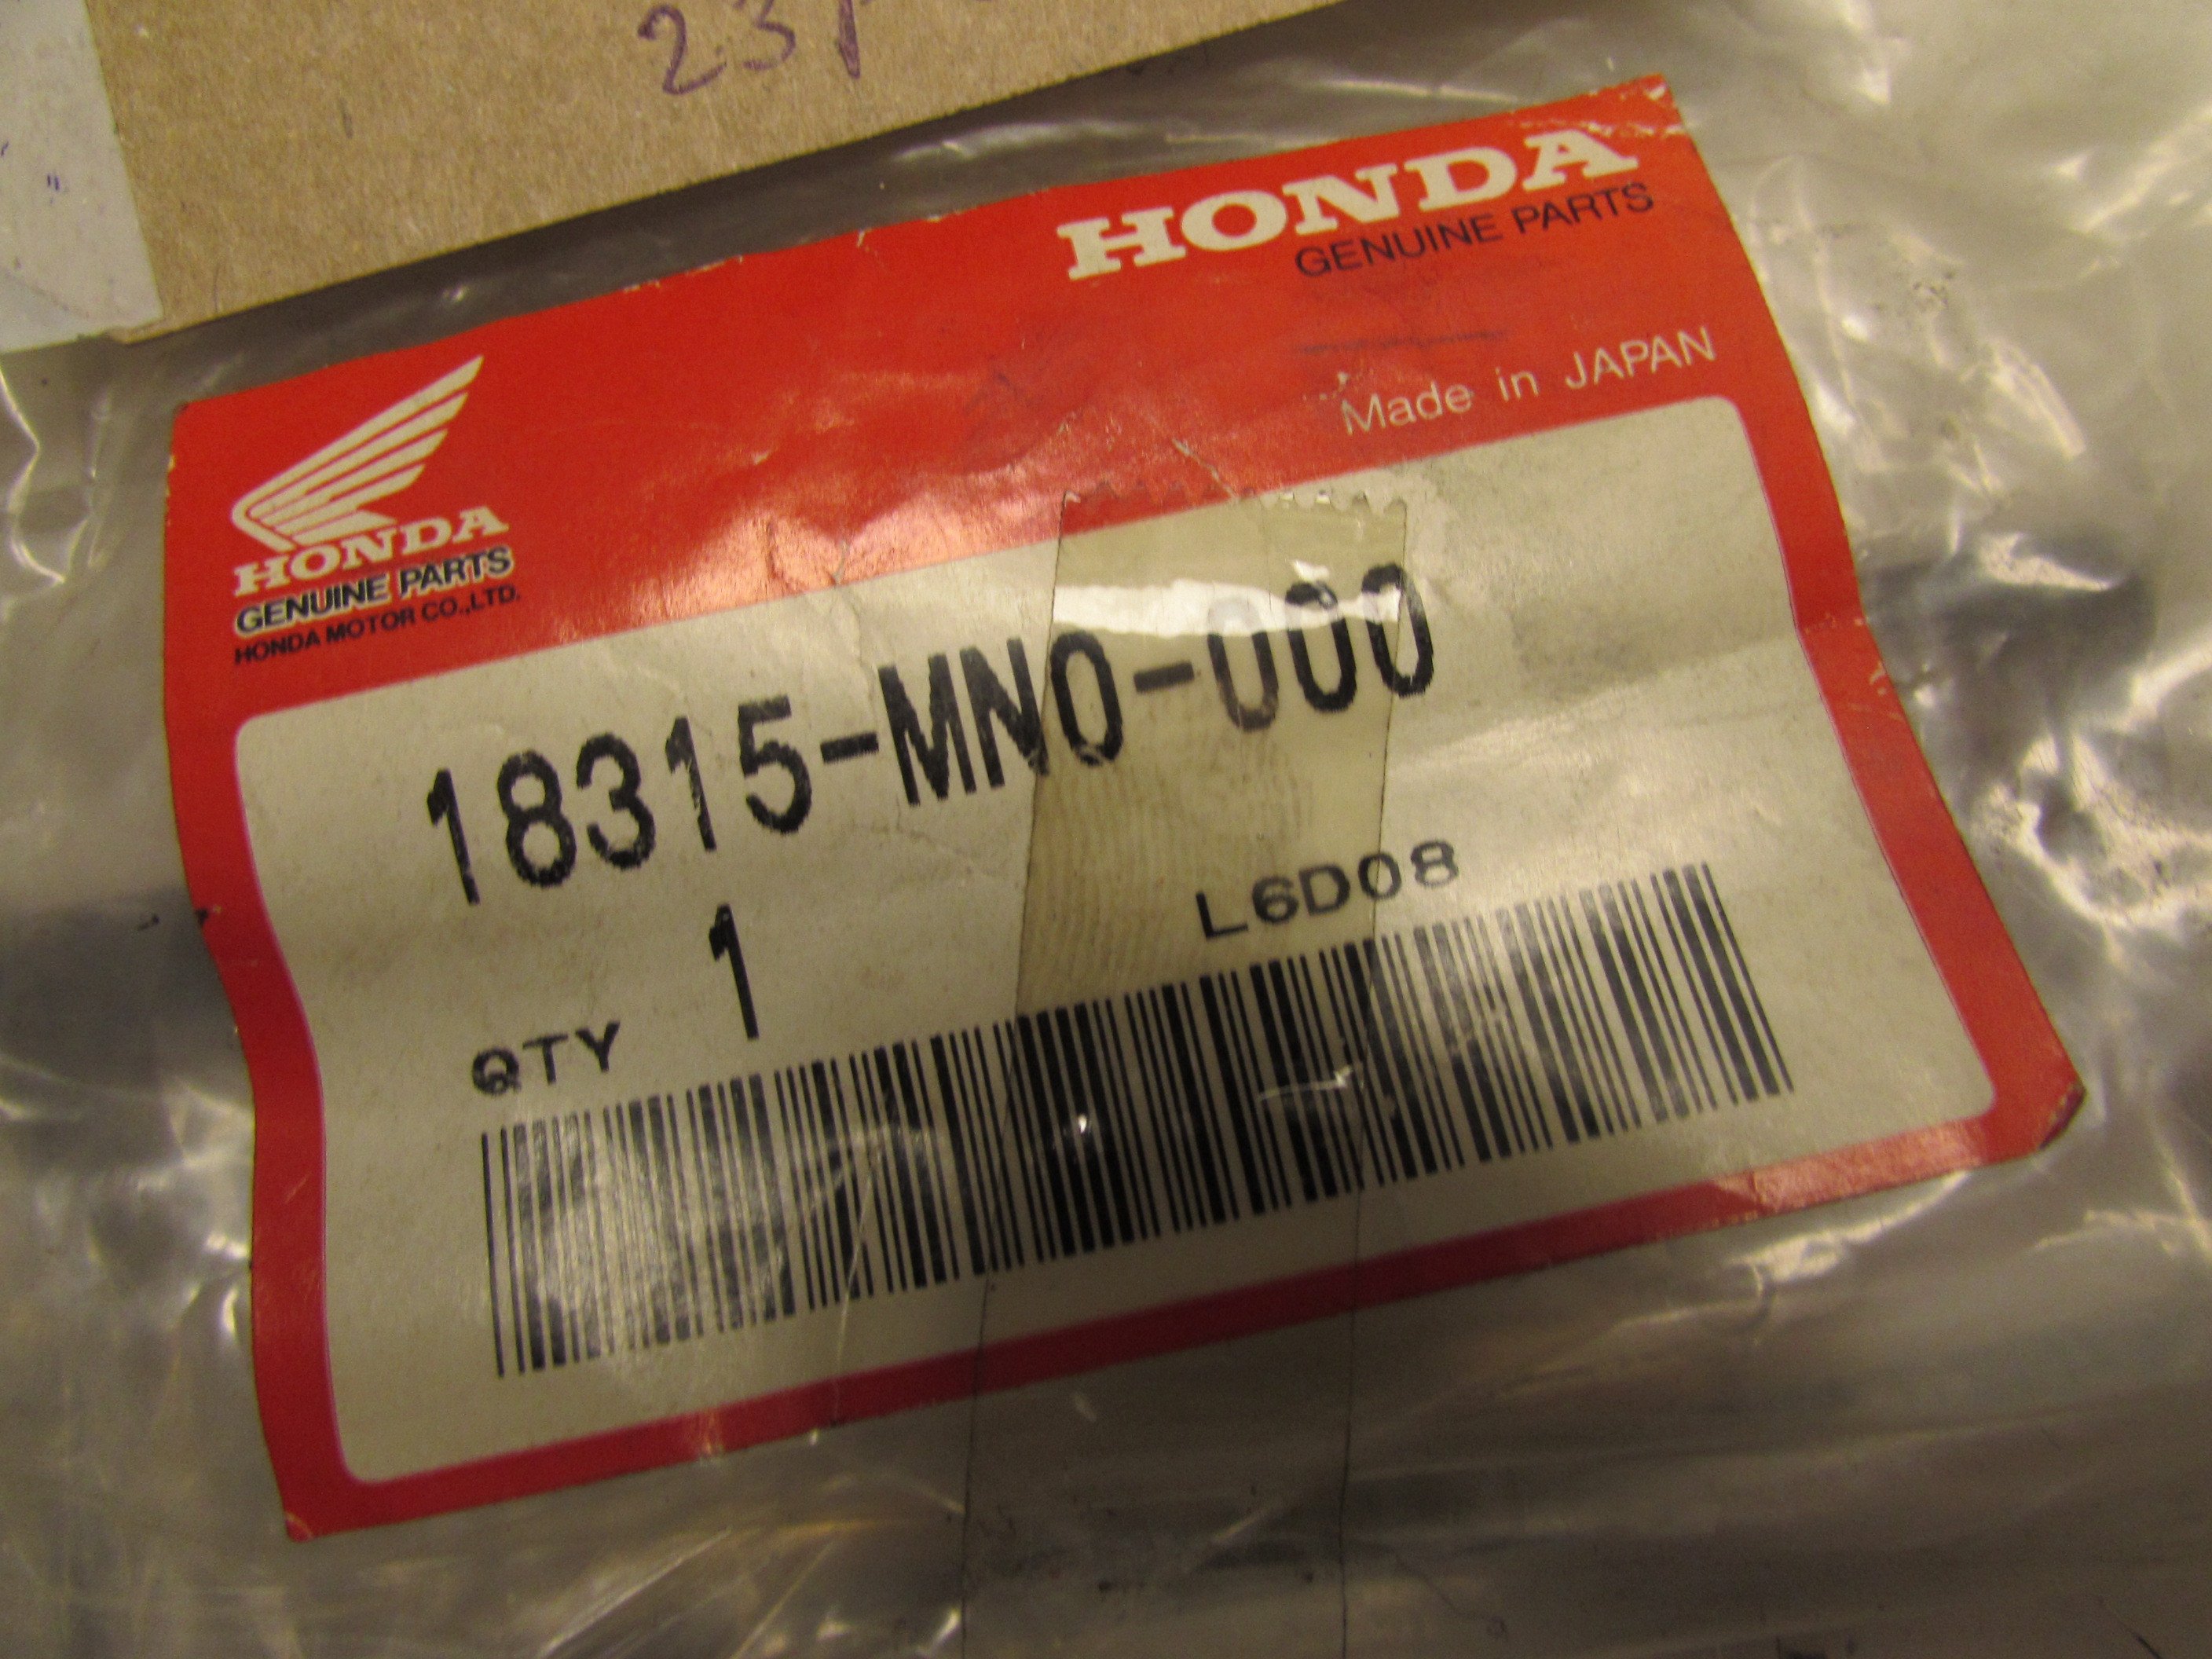 HONDA
GENUINE PARTS
Made in JAPAN
HONDA
GENUINE PARTS
HONDA MOTOR CO.,LTD.
18315-MN0-000
L6D08
QTY 1